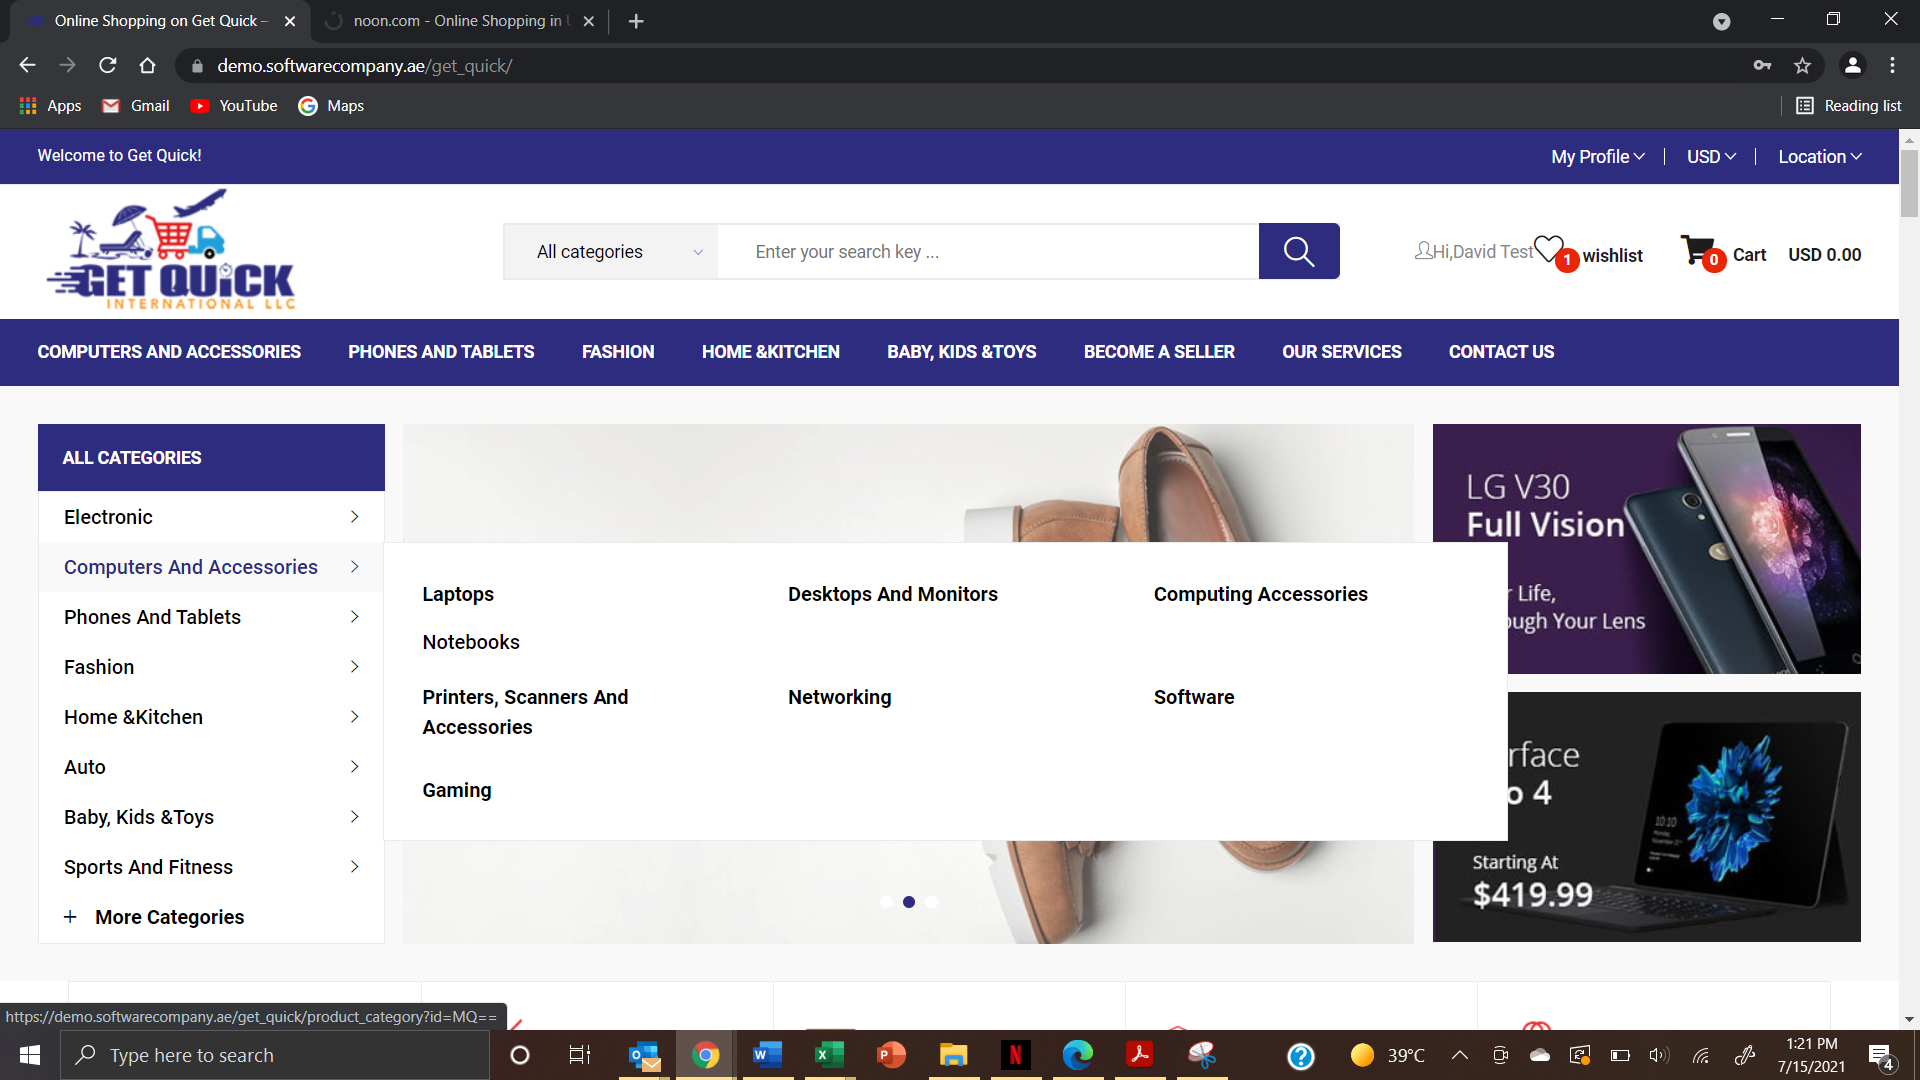 Online Shopping on Get Quick –
noon.com - Online Shopping in U
demo.softwarecompany.ae/get_quick/
Apps
Gmail
YouTube
Maps
Reading list
Welcome to Get Quick!
My Profile
USD
Location
GET QUICK
INTERNATIONAL LLC
All categories
Enter your search key ...
Hi,David Test
1
wishlist
0
Cart
USD 0.00
COMPUTERS AND ACCESSORIES
PHONES AND TABLETS
FASHION
HOME &KITCHEN
BABY, KIDS &TOYS
BECOME A SELLER
OUR SERVICES
CONTACT US
ALL CATEGORIES
Electronic
Computers And Accessories
Phones And Tablets
Fashion
Home &Kitchen
Auto
Baby, Kids &Toys
Sports And Fitness
+ More Categories
Laptops
Notebooks
Desktops And Monitors
Computing Accessories
Printers, Scanners And
Accessories
Networking
Software
Gaming
LG V30
Full Vision
r Life,
ough Your Lens
rface
o 4
10:10
Starting At
$419.99
https://demo.softwarecompany.ae/get_quick/product_category?id=MQ==
Type here to search
39°C
1:21 PM
7/15/2021
4